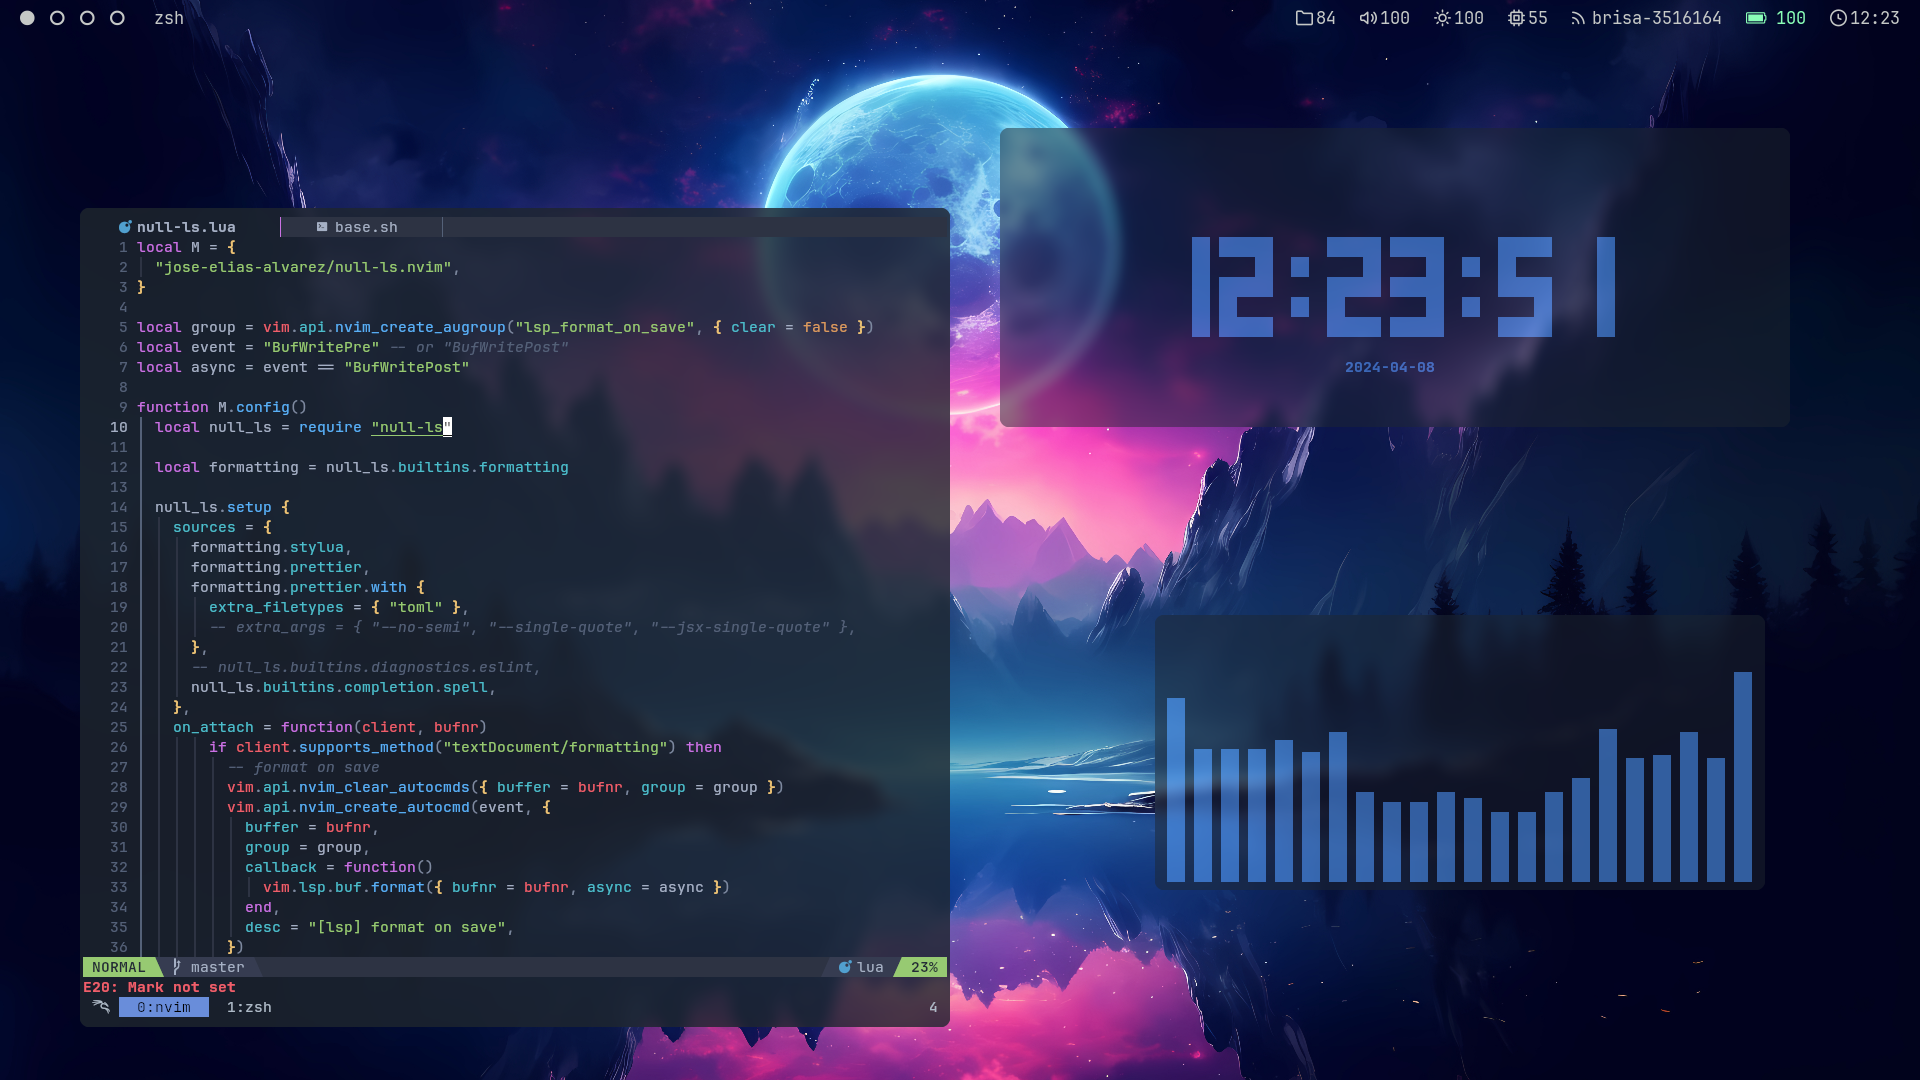 zsh 84 100 100 55 brisa-3516164 100 12:23
null-ls.lua base.sh
1 local M = {
2 "jose-elias-alvarez/null-ls.nvim",
3 }
4
5 local group = vim.api.nvim_create_augroup("lsp_format_on_save", { clear = false })
6 local event = "BufWritePre" -- or "BufWritePost"
7 local async = event == "BufWritePost"
8
9 function M.config()
10 local null_ls = require "null-ls"
11
12 local formatting = null_ls.builtins.formatting
13
14 null_ls.setup {
15 sources = {
16 formatting.stylua,
17 formatting.prettier,
18 formatting.prettier.with {
19 extra_filetypes = { "toml" },
20 -- extra_args = { "--no-semi", "--single-quote", "--jsx-single-quote" },
21 },
22 -- null_ls.builtins.diagnostics.eslint,
23 null_ls.builtins.completion.spell,
24 },
25 on_attach = function(client, bufnr)
26 if client.supports_method("textDocument/formatting") then
27 -- format on save
28 vim.api.nvim_clear_autocmds({ buffer = bufnr, group = group })
29 vim.api.nvim_create_autocmd(event, {
30 buffer = bufnr,
31 group = group,
32 callback = function()
33 vim.lsp.buf.format({ bufnr = bufnr, async = async })
34 end,
35 desc = "[lsp] format on save",
36 })
NORMAL master lua 23%
E20: Mark not set
0:nvim 1:zsh 4
12:23:51
2024-04-08